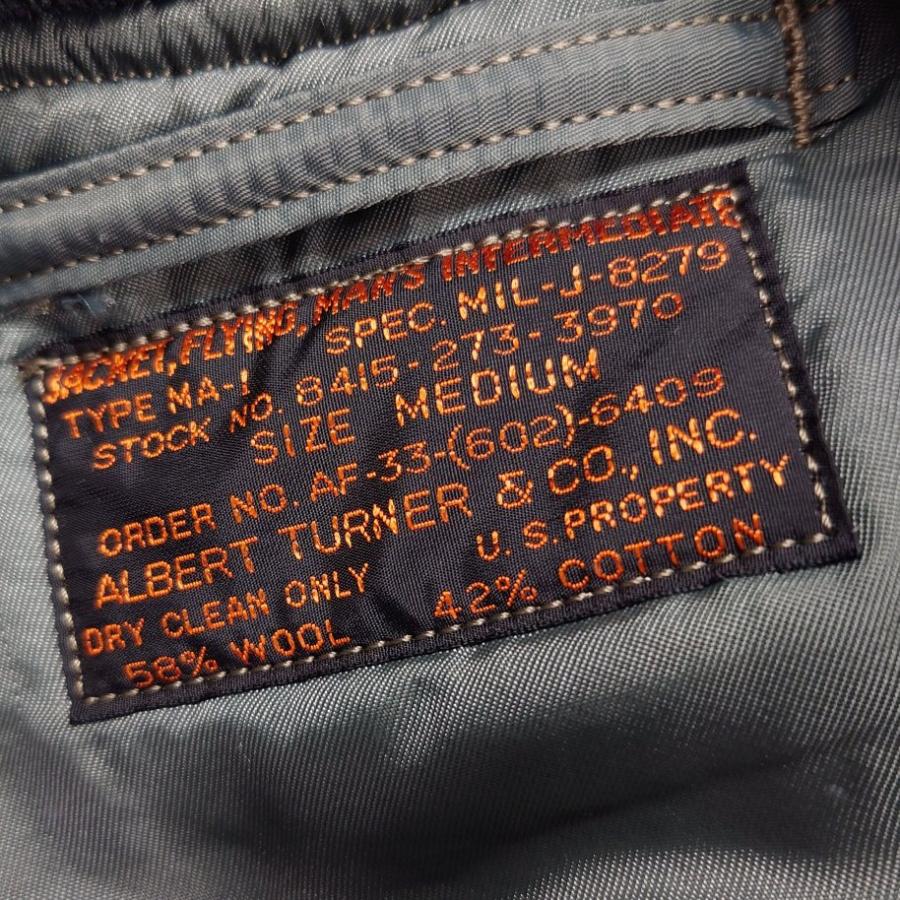 JACKET, FLYING, MAN'S INTERMEDIATE
TYPE MA-1 SPEC. MIL-J-8279
STOCK NO. 8415-273-3970
SIZE MEDIUM
ORDER NO. AF-33-(602)-6409
ALBERT TURNER & CO., INC.
DRY CLEAN ONLY U.S. PROPERTY
58% WOOL 42% COTTON